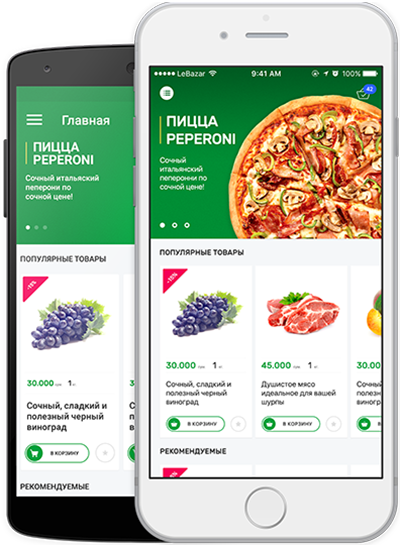 Главная
ПИЦЦА
PEPERONI
Сочный итальянский
пеперони по
сочной цене!
ПОПУЛЯРНЫЕ ТОВАРЫ
-15%
30.000 сум 1 кг
Сочный, сладкий и
полезный черный
виноград
В КОРЗИНУ
РЕКОМЕНДУЕМЫЕ
LeBazar
9:41 AM
100%
42
ПИЦЦА
PEPERONI
Сочный
итальянский
пеперонни по
сочной цене!
ПОПУЛЯРНЫЕ ТОВАРЫ
-15%
30.000 сум 1 кг
Сочный, сладкий и
полезный черный
виноград
В КОРЗИНУ
45.000 сум 1 кг
Душистое мясо
идеальное для вашей
шурпы
В КОРЗИНУ
РЕКОМЕНДУЕМЫЕ